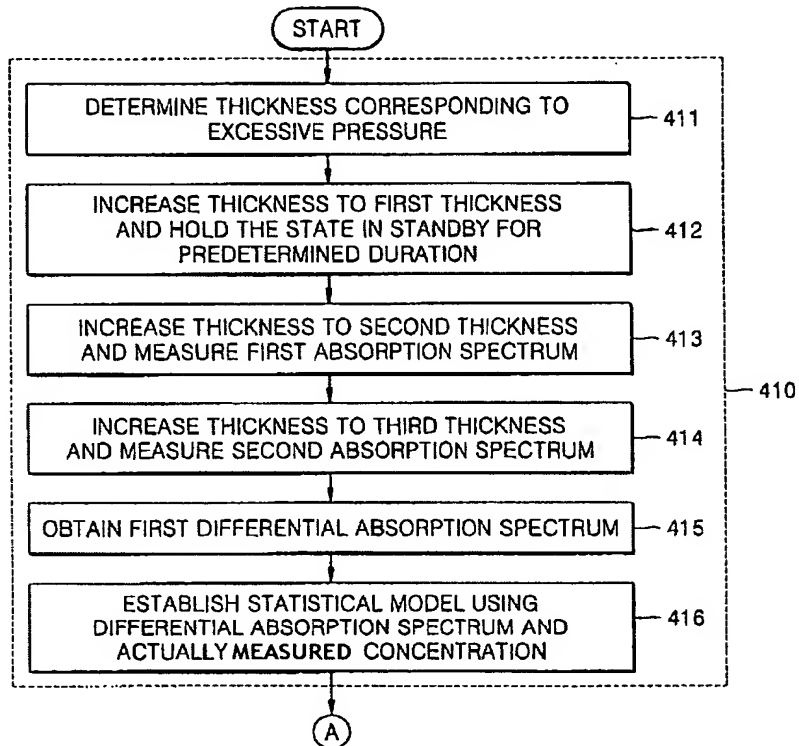 START
DETERMINE THICKNESS CORRESPONDING TO
EXCESSIVE PRESSURE
411
INCREASE THICKNESS TO FIRST THICKNESS
AND HOLD THE STATE IN STANDBY FOR
PREDETERMINED DURATION
412
INCREASE THICKNESS TO SECOND THICKNESS
AND MEASURE FIRST ABSORPTION SPECTRUM
413
410
INCREASE THICKNESS TO THIRD THICKNESS
AND MEASURE SECOND ABSORPTION SPECTRUM
414
OBTAIN FIRST DIFFERENTIAL ABSORPTION SPECTRUM
415
ESTABLISH STATISTICAL MODEL USING
DIFFERENTIAL ABSORPTION SPECTRUM AND
ACTUALLY MEASURED CONCENTRATION
416
A